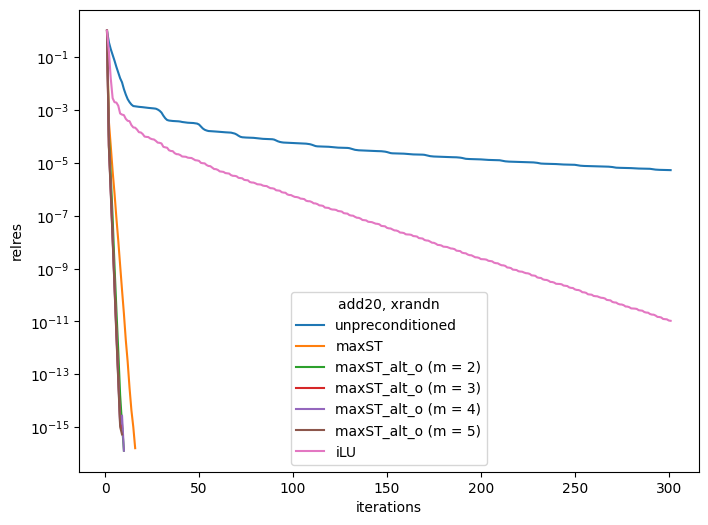 relres
10^-1
10^-3
10^-5
10^-7
10^-9
10^-11
10^-13
10^-15
add20, xrandn
unpreconditioned
maxST
maxST_alt_o (m = 2)
maxST_alt_o (m = 3)
maxST_alt_o (m = 4)
maxST_alt_o (m = 5)
iLU
0 50 100 150 200 250 300
iterations